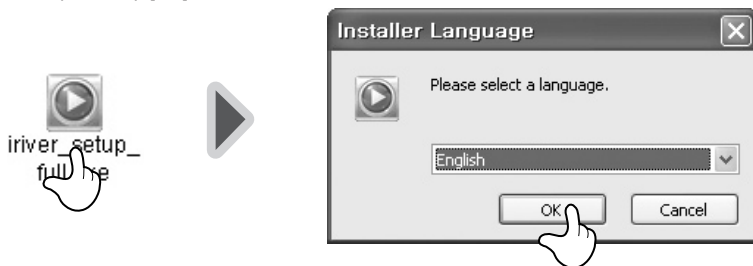 Installer Language
Please select a language.
iriver_setup_
English
OK
Cancel